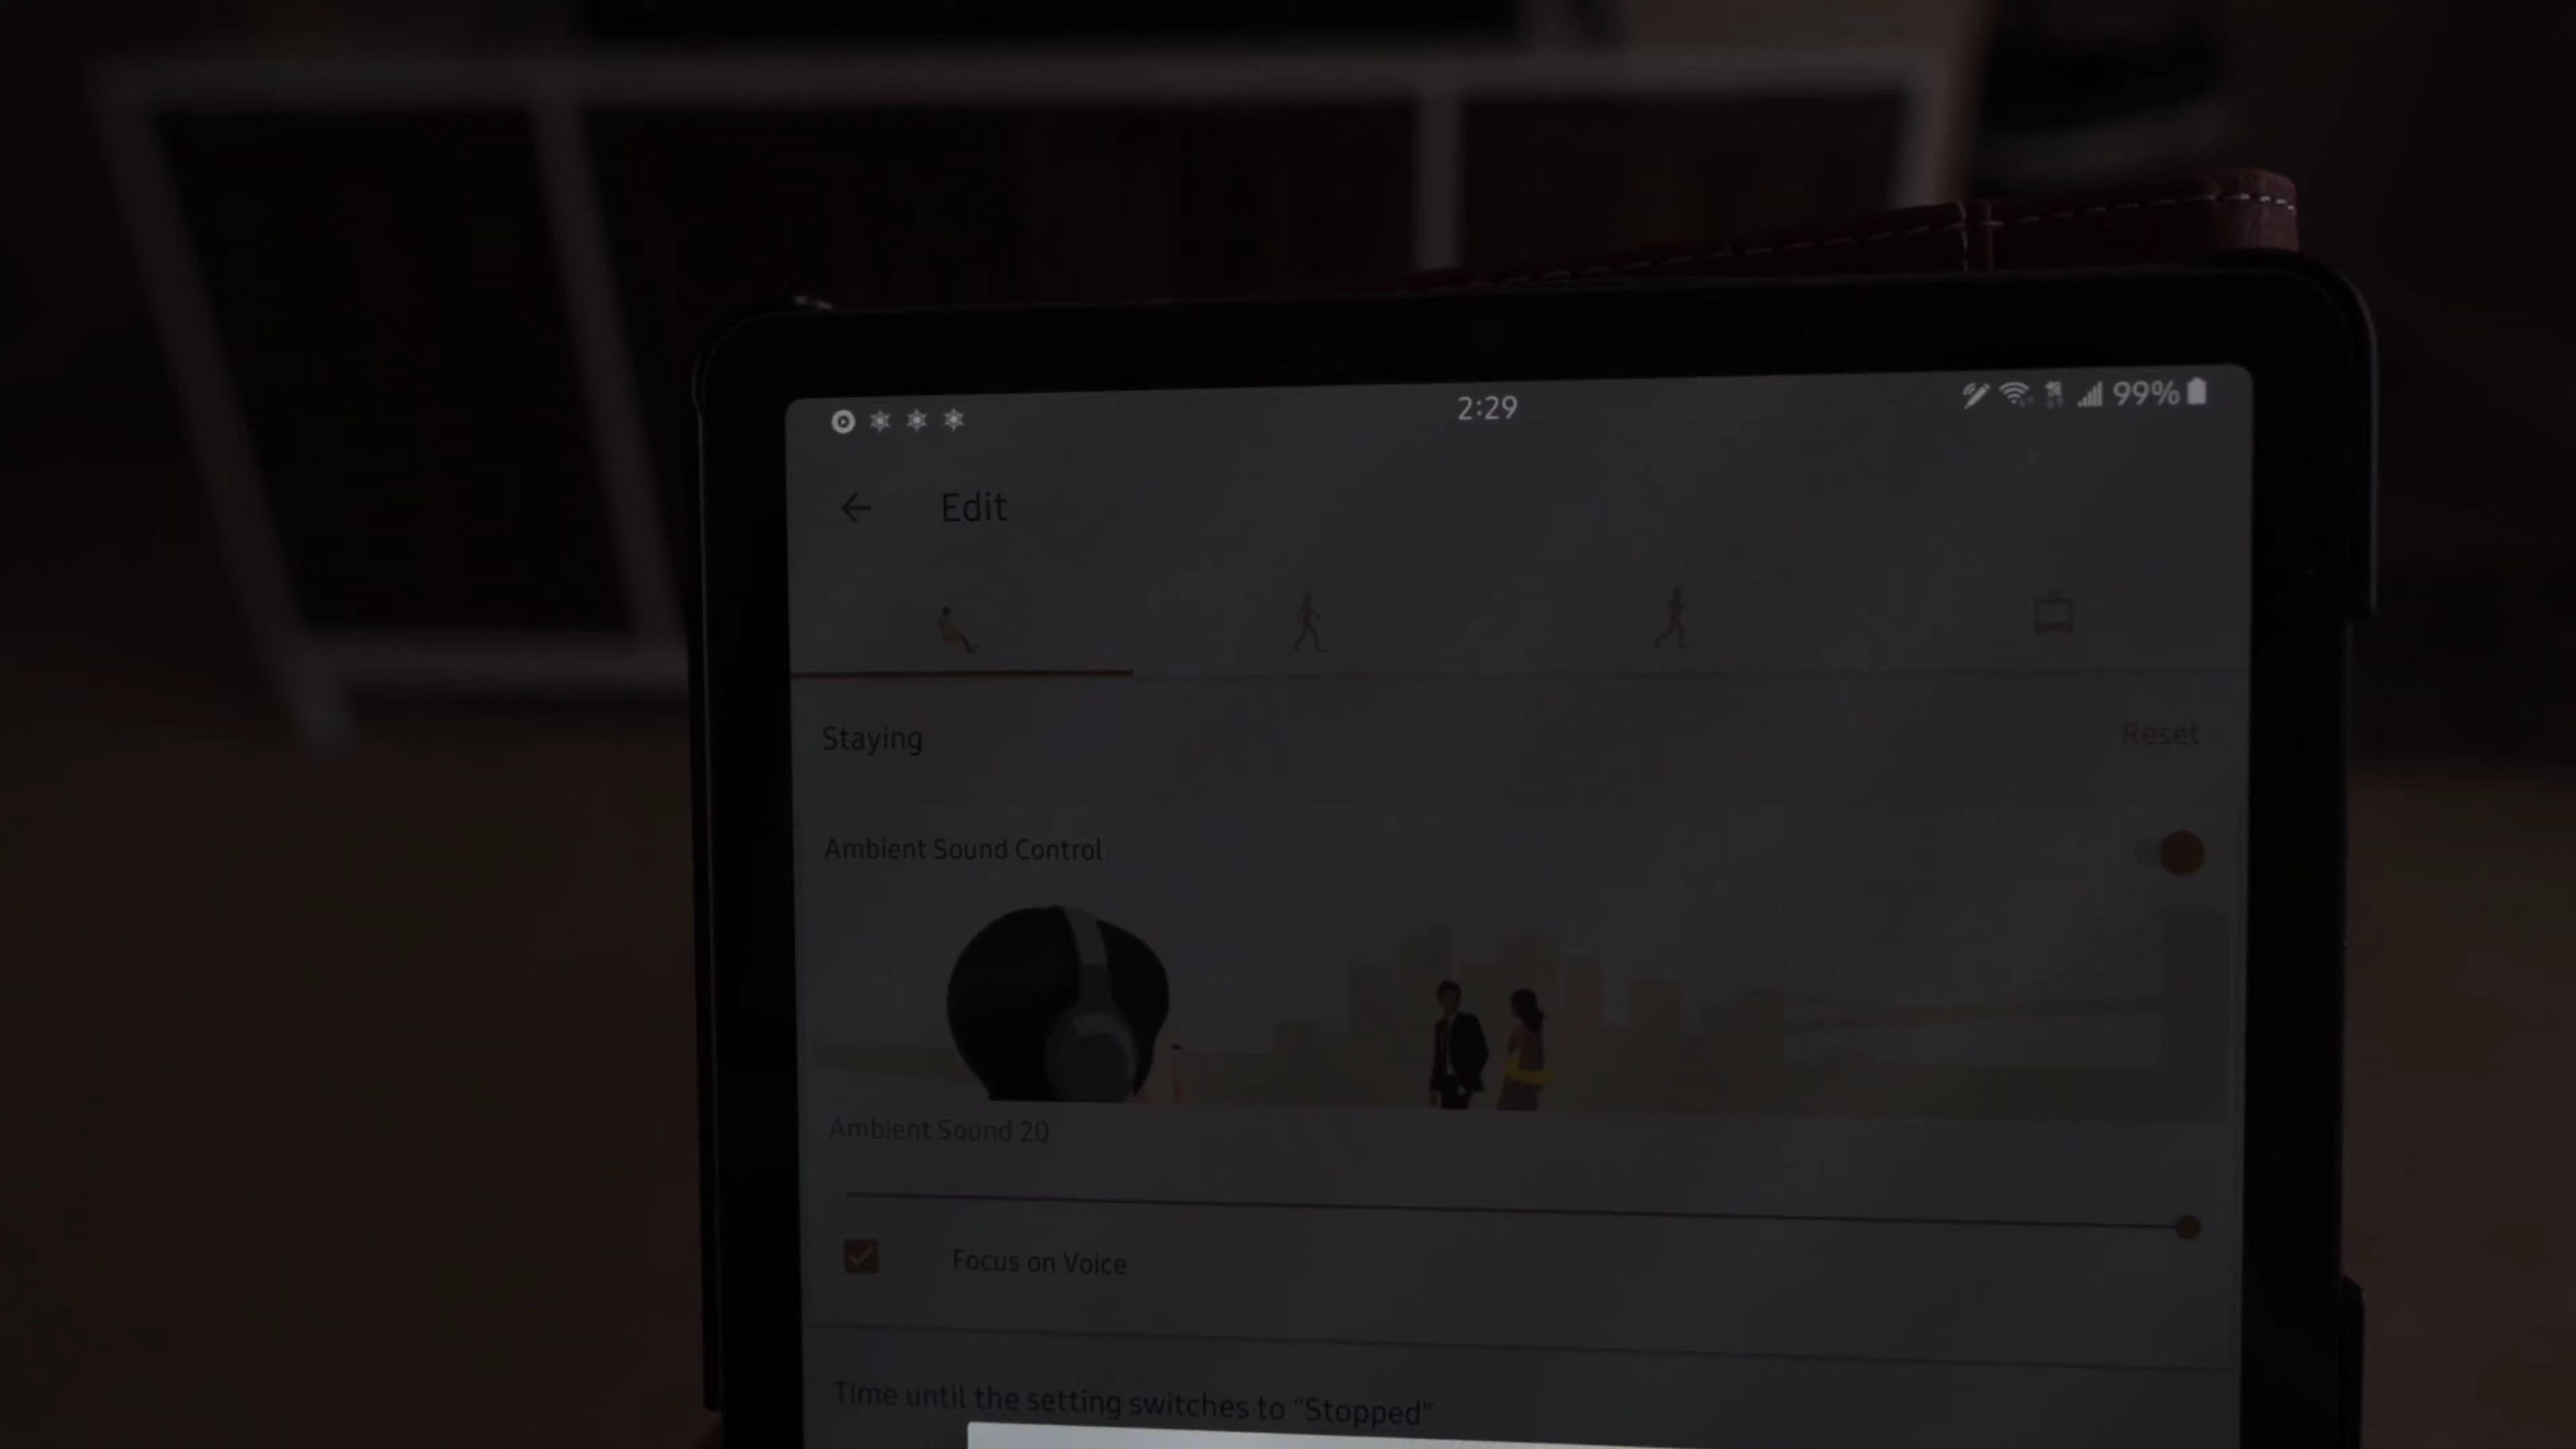 2:29
99%
Edit
Staying
Reset
Ambient Sound Control
Ambient Sound 20
Focus on Voice
Time until the setting switches to "Stopped"